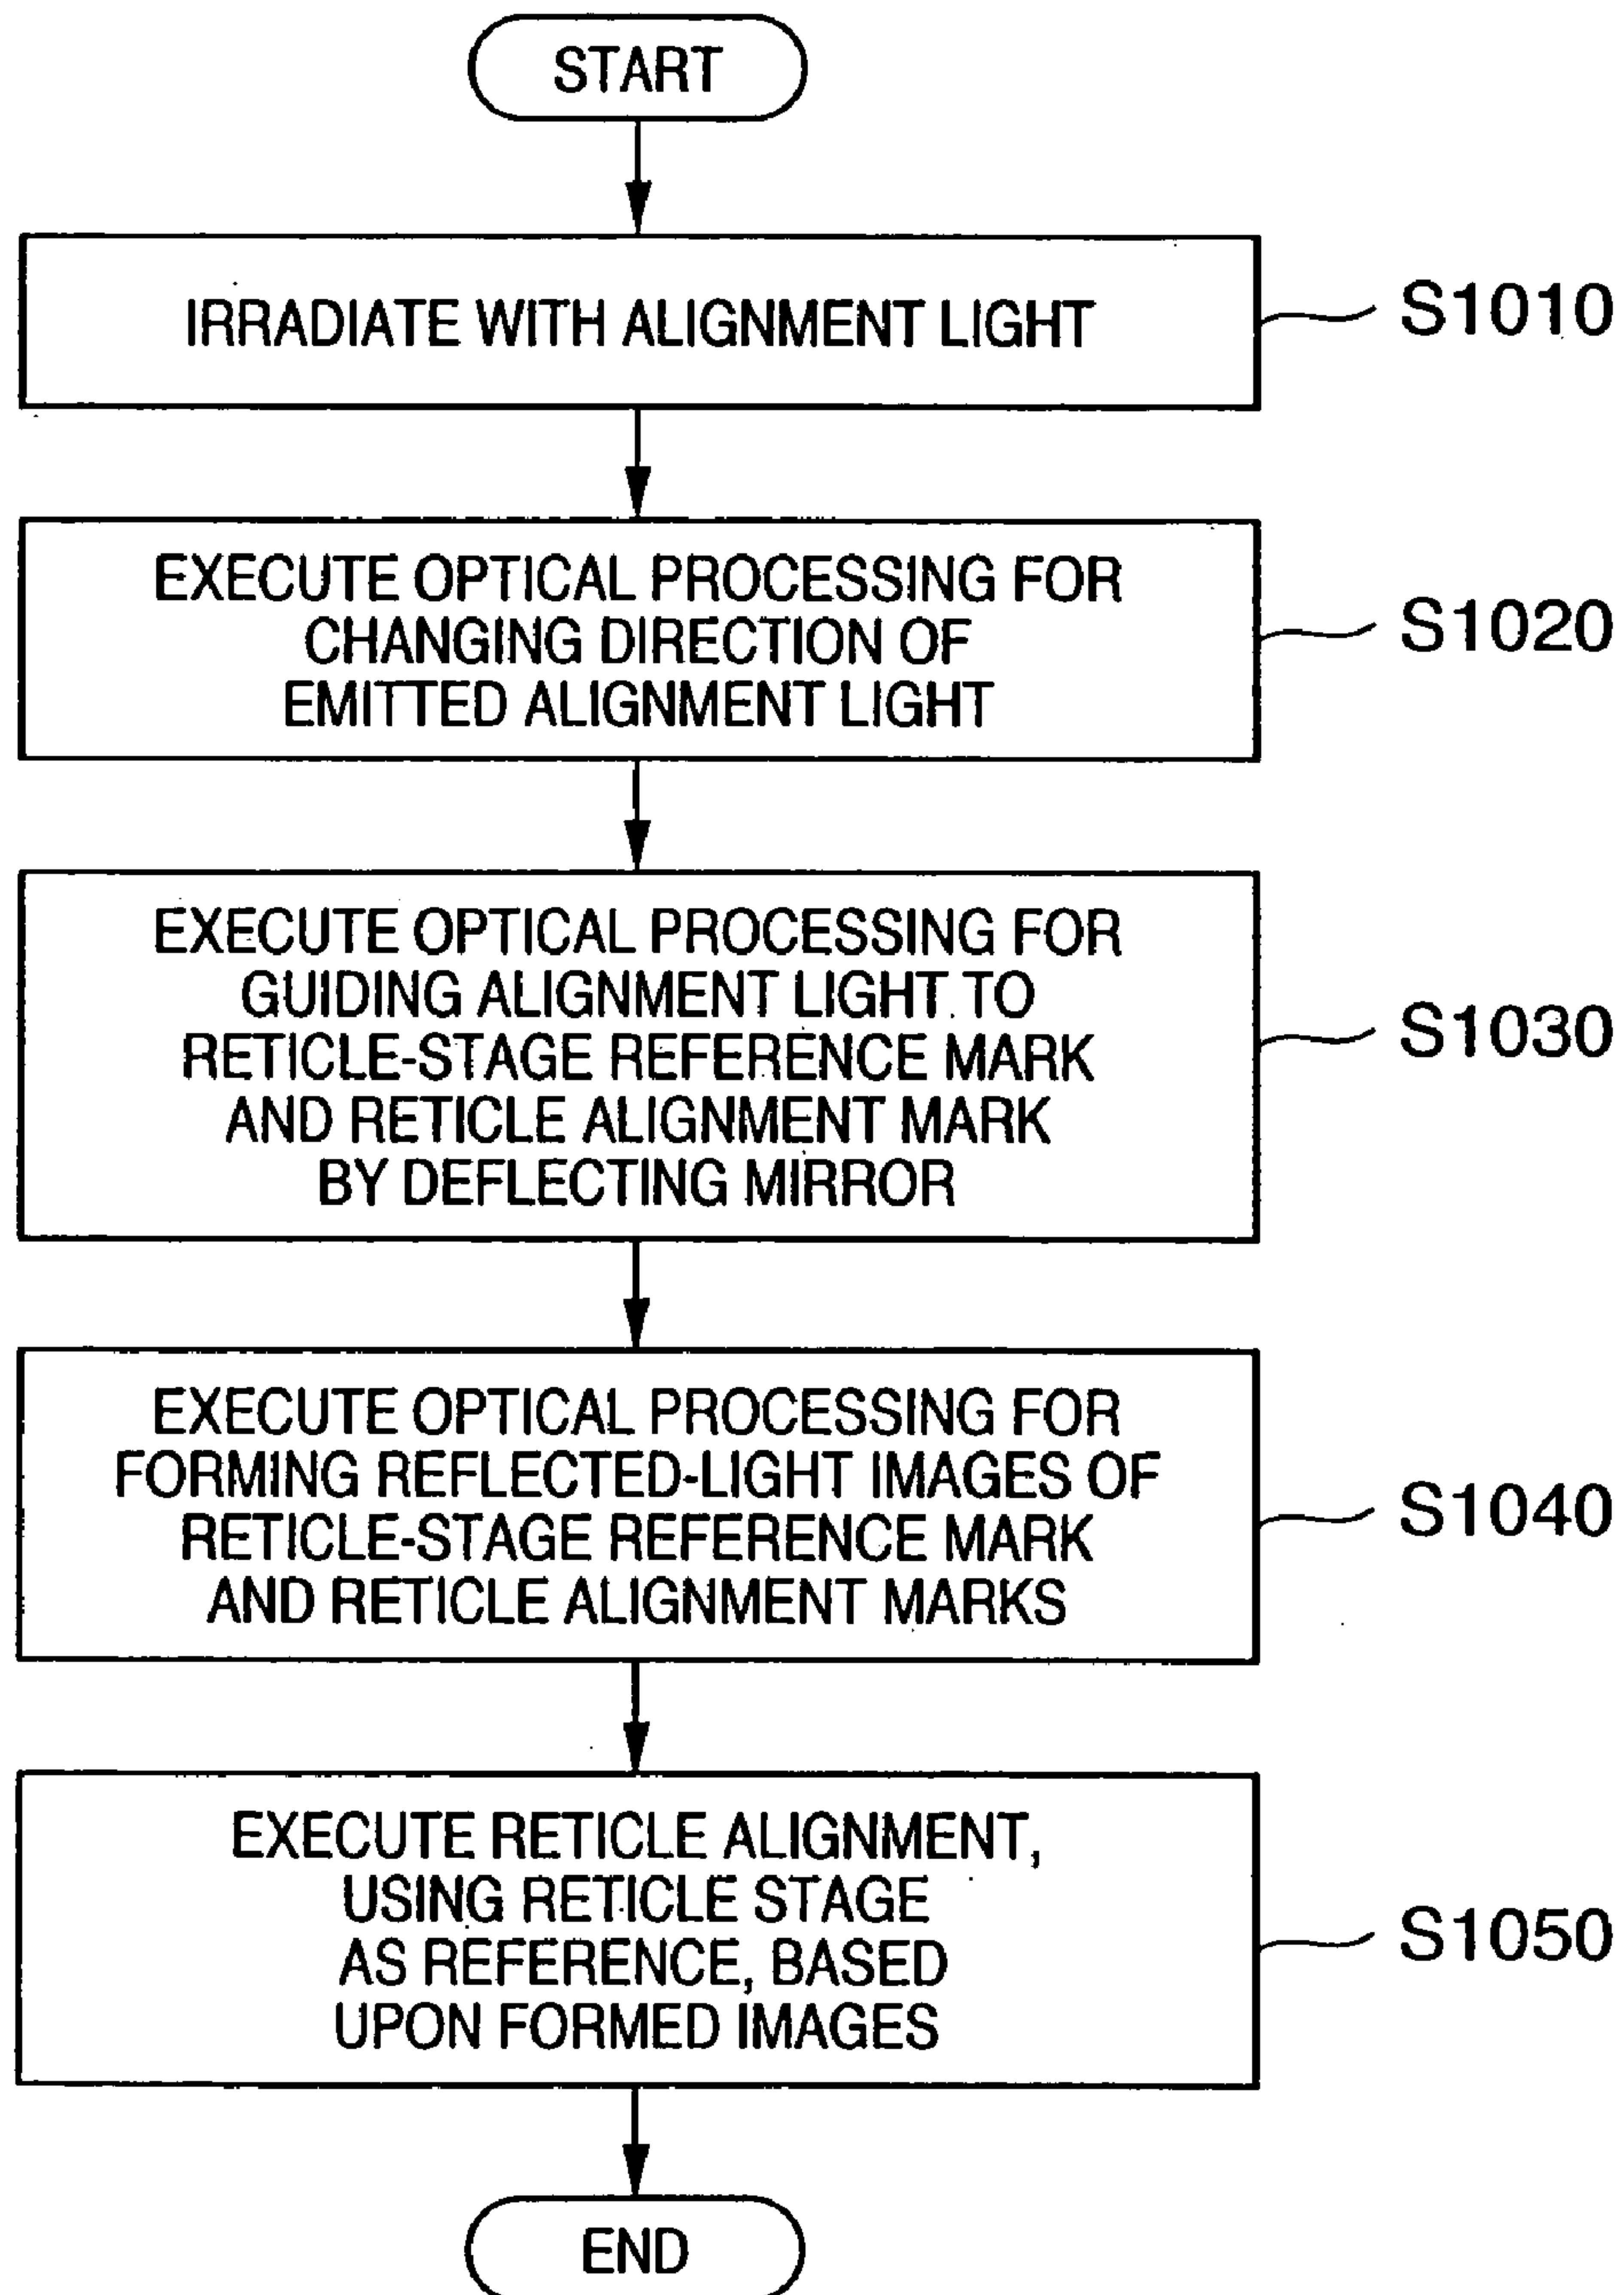 START
IRRADIATE WITH ALIGNMENT LIGHT
S1010
EXECUTE OPTICAL PROCESSING FOR
CHANGING DIRECTION OF
EMITTED ALIGNMENT LIGHT
S1020
EXECUTE OPTICAL PROCESSING FOR
GUIDING ALIGNMENT LIGHT TO
RETICLE-STAGE REFERENCE MARK
AND RETICLE ALIGNMENT MARK
BY DEFLECTING MIRROR
S1030
EXECUTE OPTICAL PROCESSING FOR
FORMING REFLECTED-LIGHT IMAGES OF
RETICLE-STAGE REFERENCE MARK
AND RETICLE ALIGNMENT MARKS
S1040
EXECUTE RETICLE ALIGNMENT,
USING RETICLE STAGE
AS REFERENCE, BASED
UPON FORMED IMAGES
S1050
END